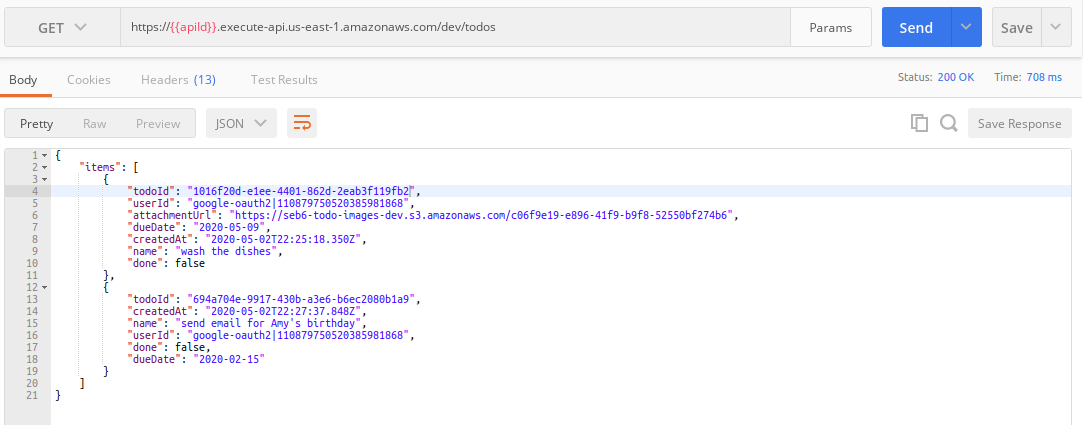 GET https://{{apiId}}.execute-api.us-east-1.amazonaws.com/dev/todos Params Send Save
Body Cookies Headers (13) Test Results Status: 200 OK Time: 708 ms
Pretty Raw Preview JSON Save Response
1 {
2 "items": [
3 {
4 "todoId": "1016f20d-e1ee-4401-862d-2eab3f119fb2",
5 "userId": "google-oauth2|110879750520385981868",
6 "attachmentUrl": "https://seb6-todo-images-dev.s3.amazonaws.com/c06f9e19-e896-41f9-b9f8-52550bf274b6",
7 "dueDate": "2020-05-09",
8 "createdAt": "2020-05-02T22:25:18.350Z",
9 "name": "wash the dishes",
10 "done": false
11 },
12 {
13 "todoId": "694a704e-9917-430b-a3e6-b6ec2080b1a9",
14 "createdAt": "2020-05-02T22:27:37.848Z",
15 "name": "send email for Amy's birthday",
16 "userId": "google-oauth2|110879750520385981868",
17 "done": false,
18 "dueDate": "2020-02-15"
19 }
20 ]
21 }